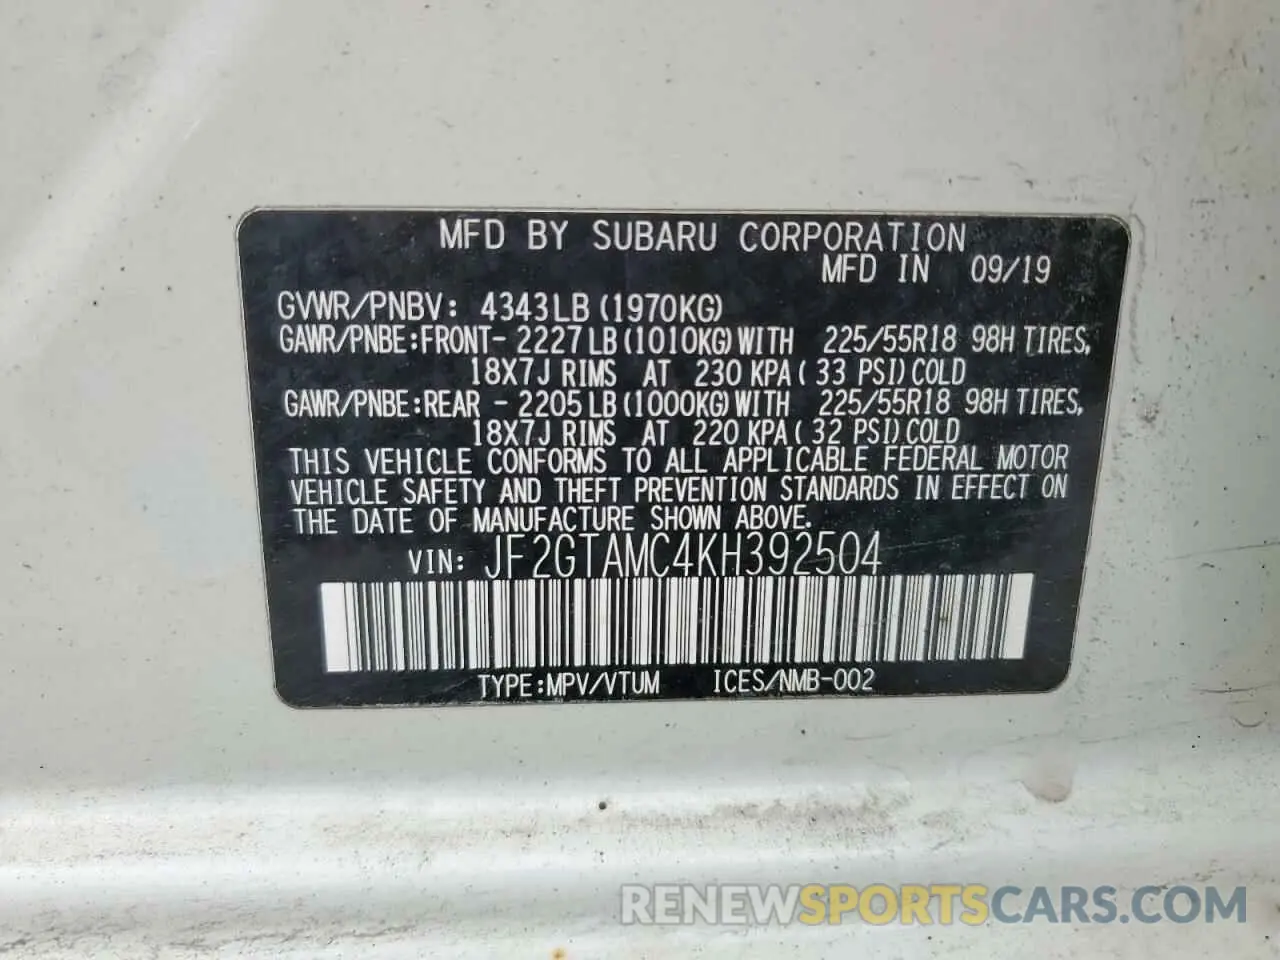 MFD BY SUBARU CORPORATION
MFD IN 09/19
GVWR/PNBV: 4343LB (1970KG)
GAWR/PNBE:FRONT- 2227LB (1010KG) WITH 225/55R18 98H TIRES,
18X7J RIMS AT 230 KPA ( 33 PSI) COLD
GAWR/PNBE:REAR - 2205LB (1000KG) WITH 225/55R18 98H TIRES,
18X7J RIMS AT 220 KPA ( 32 PSI) COLD
THIS VEHICLE CONFORMS TO ALL APPLICABLE FEDERAL MOTOR
VEHICLE SAFETY AND THEFT PREVENTION STANDARDS IN EFFECT ON
THE DATE OF MANUFACTURE SHOWN ABOVE.
VIN: JF2GTAMC4KH392504
TYPE:MPV/VTUM ICES/NMB-002
RENEWSPORTSCARS.COM